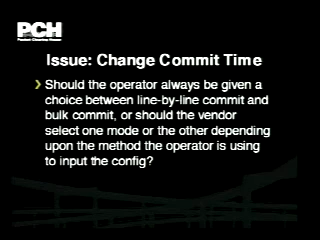 PCH
Packet Clearing House
Issue: Change Commit Time
Should the operator always be given a
choice between line-by-line commit and
bulk commit, or should the vendor
select one mode or the other depending
upon the method the operator is using
to input the config?